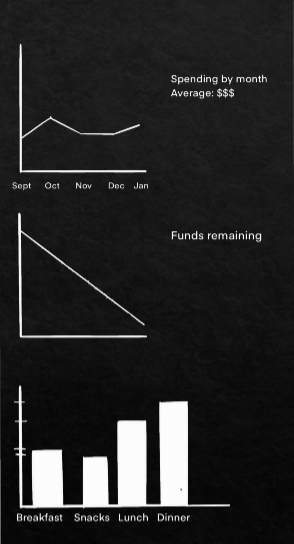 Spending by month
Average: $$$
Sept Oct Nov Dec Jan
Funds remaining
Breakfast Snacks Lunch Dinner